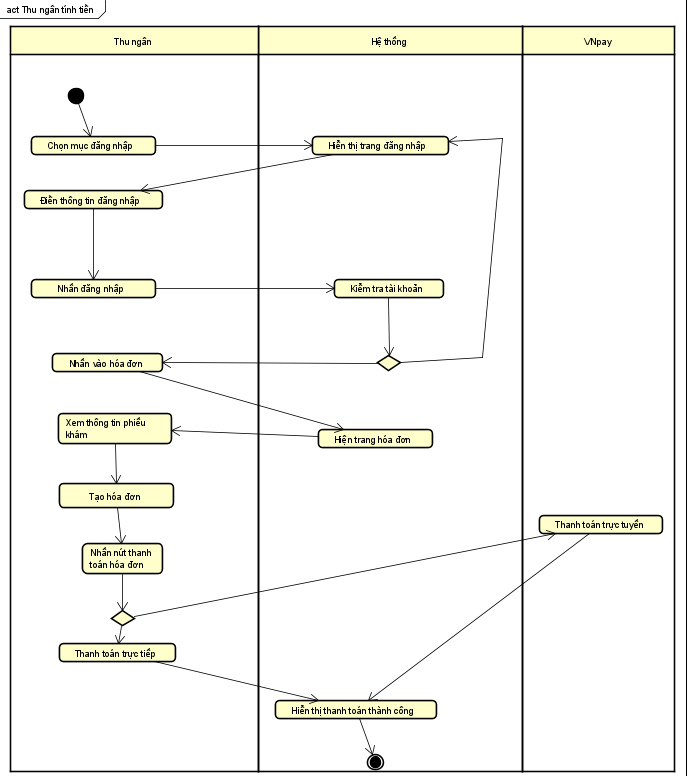 act Thu ngân tính tiền
Thu ngân
Hệ thống
VNpay
Chọn mục đăng nhập
Hiển thị trang đăng nhập
Điền thông tin đăng nhập
Nhấn đăng nhập
Kiểm tra tài khoản
Nhấn vào hóa đơn
Xem thông tin phiếu
khám
Hiện trang hóa đơn
Tạo hóa đơn
Thanh toán trực tuyến
Nhấn nút thanh
toán hóa đơn
Thanh toán trực tiếp
Hiển thị thanh toán thành công